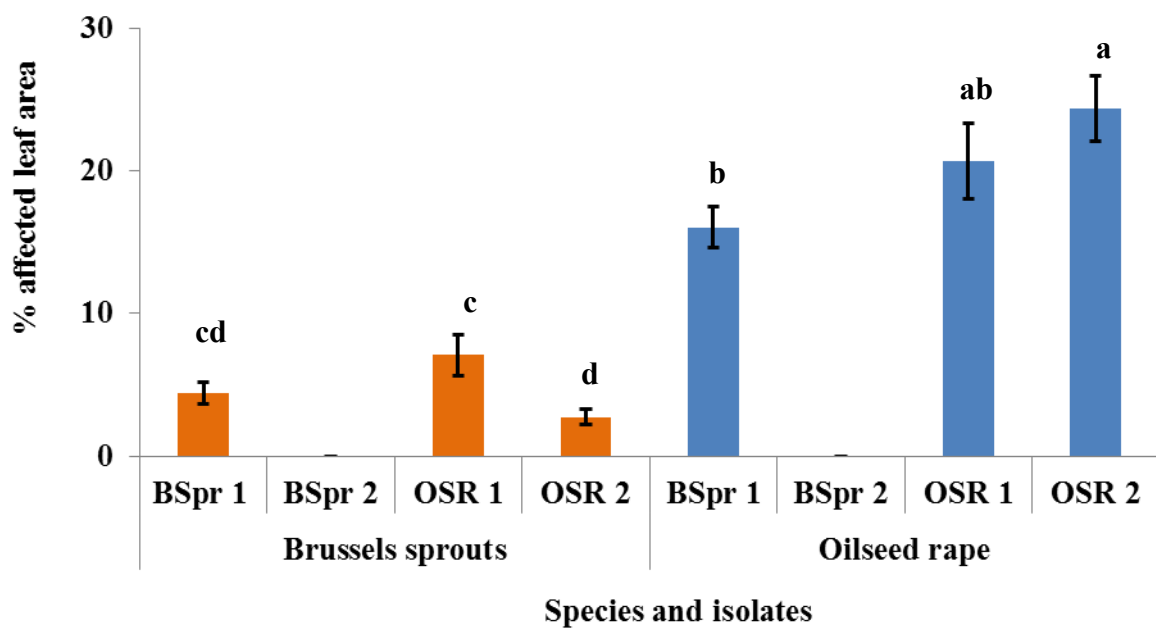 % affected leaf area
30
20
10
0
cd
c
d
b
ab
a
BSpr 1 BSpr 2 OSR 1 OSR 2 BSpr 1 BSpr 2 OSR 1 OSR 2
Brussels sprouts Oilseed rape
Species and isolates